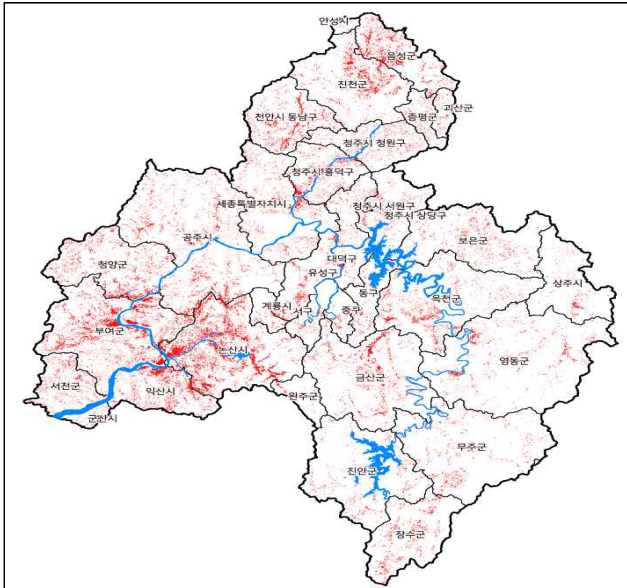 안성시
음성군
진천군
괴산군
증평군
천안시 동남구
청주시 청원구
청주시 흥덕구
세종특별자치시
청주시 서원구
청주시 상당구
공주시
보은군
대덕구
청양군
유성구
상주시
동구
옥천군
계룡시
서구
중구
부여군
논산시
영동군
금산군
서천군
익산시
완주군
군산시
무주군
진안군
장수군